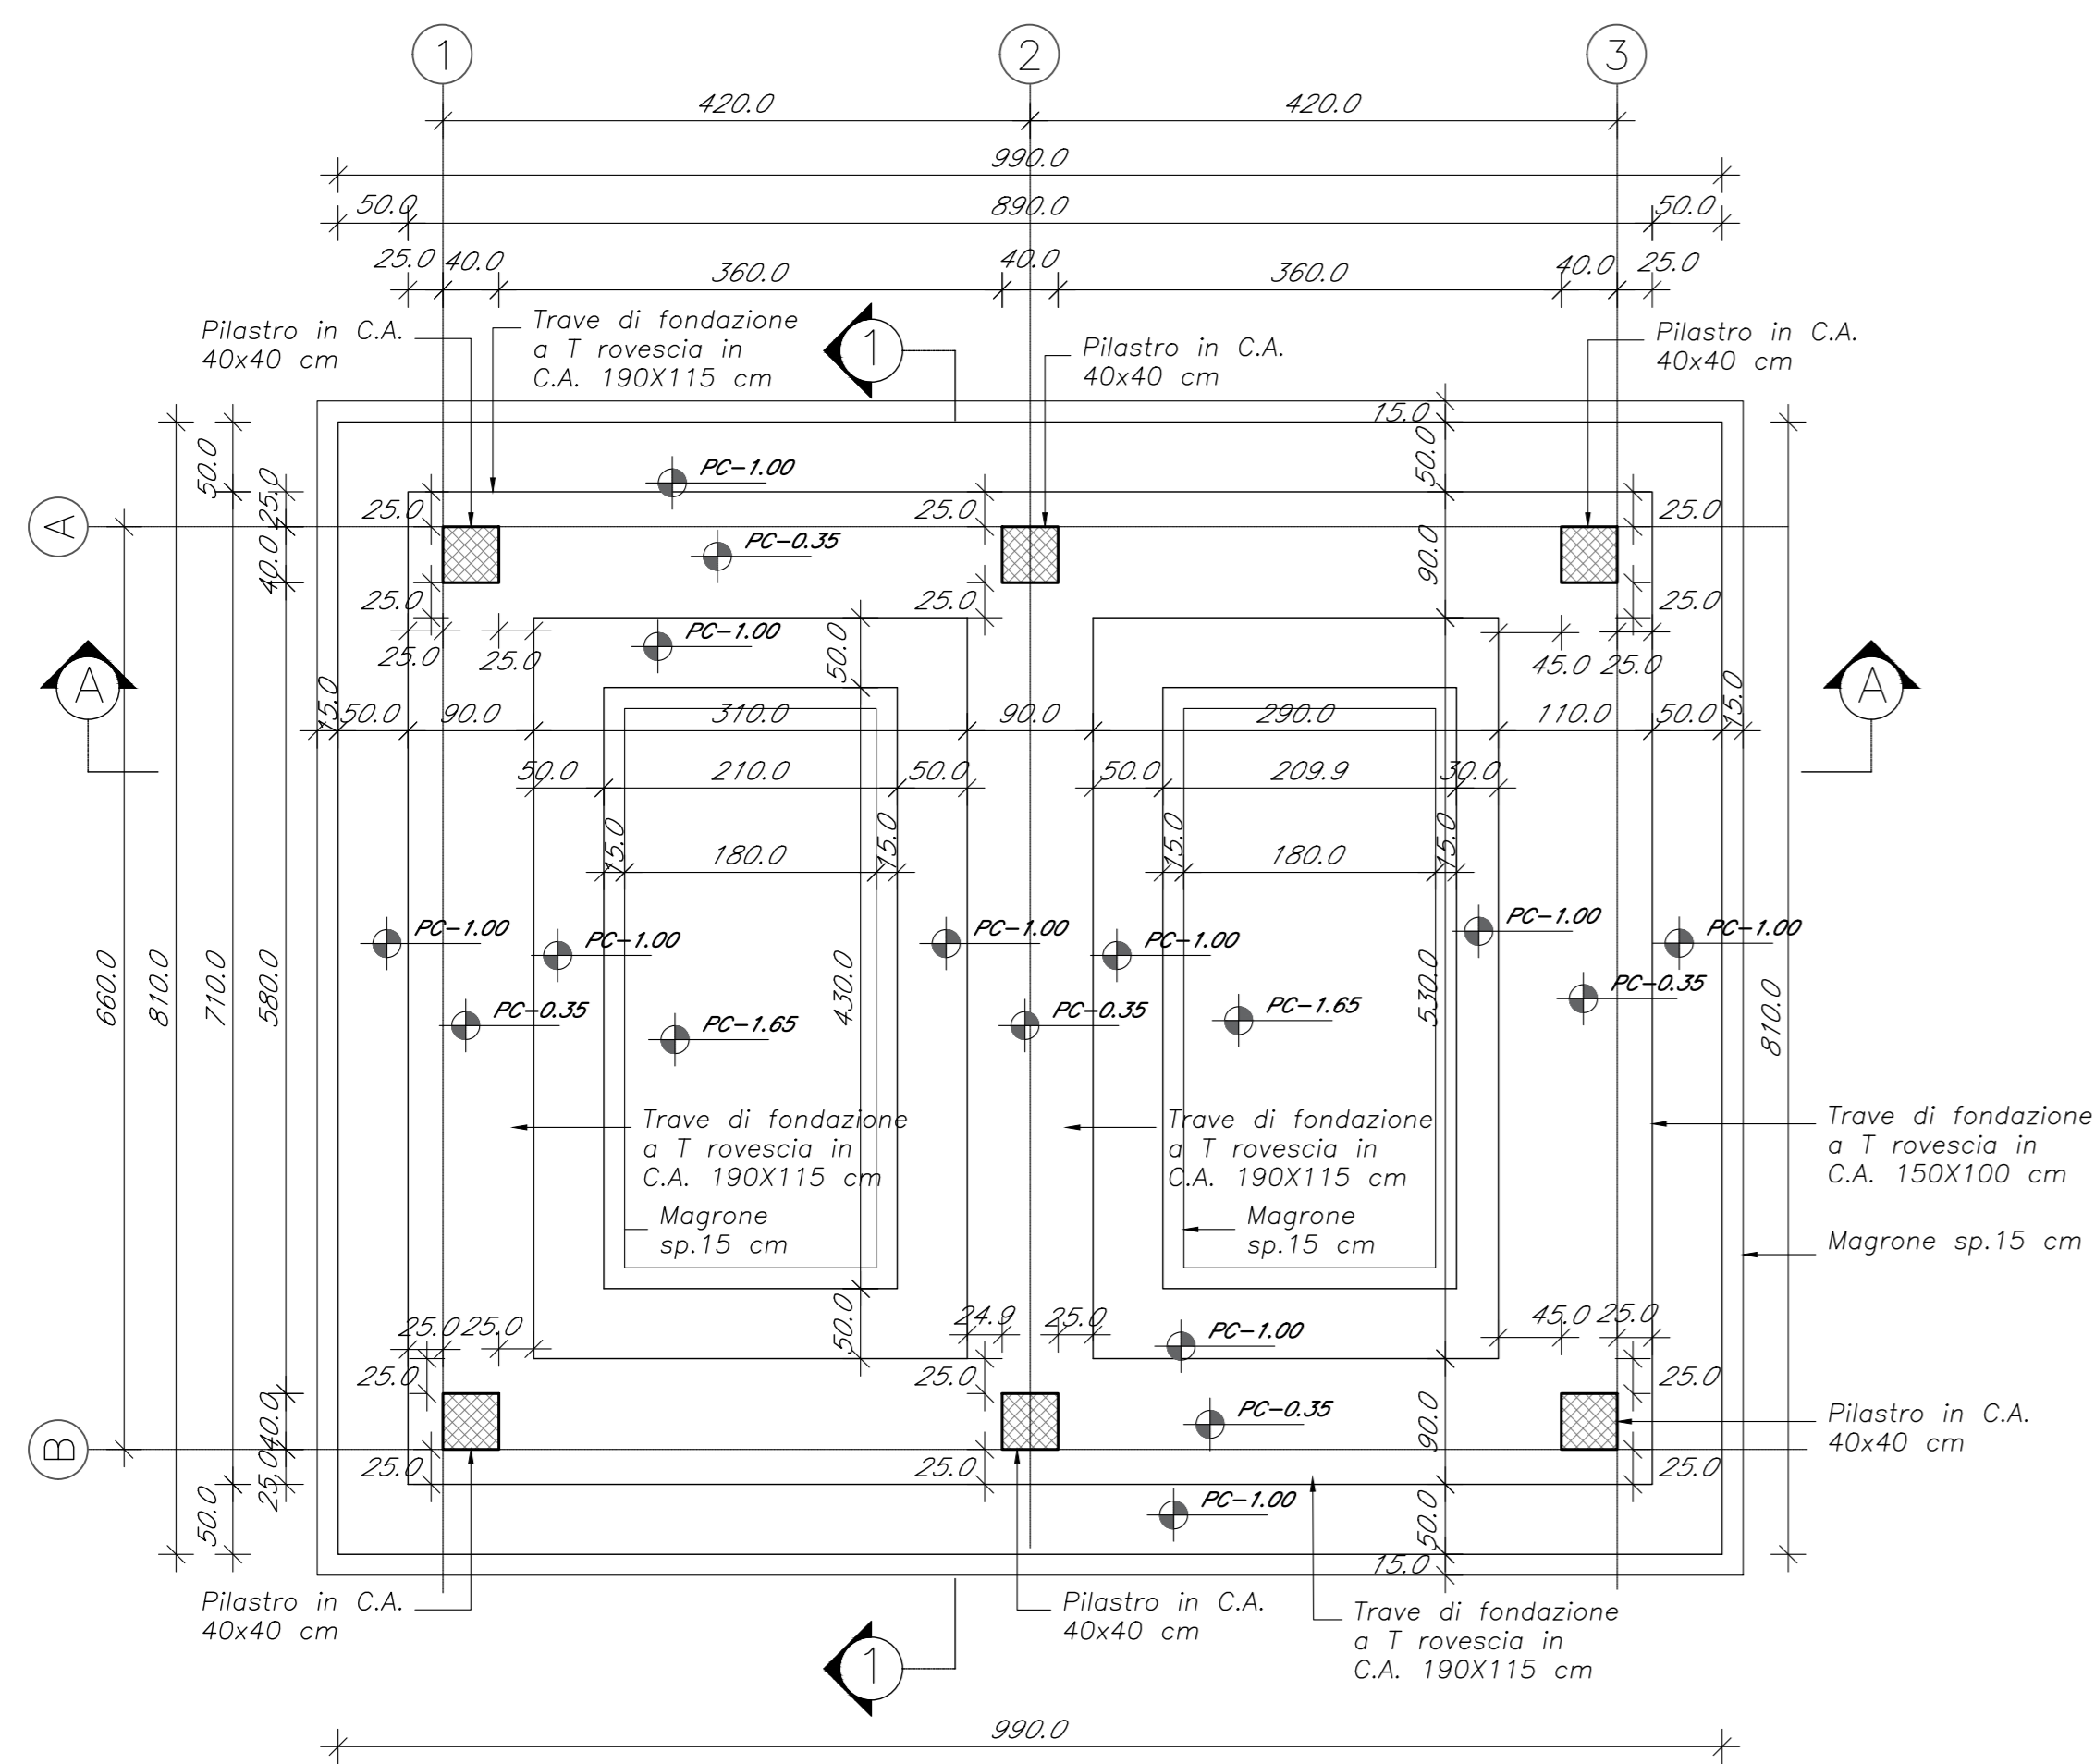 1
2
3
420.0
420.0
990.0
50.0
890.0
50.0
25.0
40.0
360.0
40.0
360.0
40.0
25.0
Pilastro in C.A.
40x40 cm
Trave di fondazione
a T rovescia in
C.A. 190X115 cm
1
Pilastro in C.A.
40x40 cm
Pilastro in C.A.
40x40 cm
15.0
50.0
50.0
PC-1.00
25.0
25.0
25.0
25.0
A
PC-0.35
40.0
90.0
25.0
25.0
25.0
PC-1.00
50.0
25.0
25.0
45.0
25.0
A
A
15.0
50.0
90.0
310.0
90.0
290.0
110.0
50.0
15.0
50.0
210.0
50.0
50.0
209.9
30.0
15.0
180.0
15.0
15.0
180.0
15.0
PC-1.00
PC-1.00
PC-1.00
PC-1.00
PC-1.00
PC-1.00
660.0
810.0
710.0
580.0
430.0
530.0
810.0
PC-0.35
PC-1.65
PC-0.35
PC-1.65
PC-0.35
Trave di fondazione
a T rovescia in
C.A. 190X115 cm
Trave di fondazione
a T rovescia in
C.A. 190X115 cm
Trave di fondazione
a T rovescia in
C.A. 150X100 cm
Magrone
sp.15 cm
Magrone
sp.15 cm
Magrone sp.15 cm
25.0
25.0
50.0
24.9
25.0
PC-1.00
45.0
25.0
25.0
25.0
25.0
40.0
PC-0.35
90.0
Pilastro in C.A.
40x40 cm
B
25,0
25.0
25.0
25.0
50.0
PC-1.00
50.0
15.0
Pilastro in C.A.
40x40 cm
Pilastro in C.A.
40x40 cm
Trave di fondazione
a T rovescia in
C.A. 190X115 cm
1
990.0